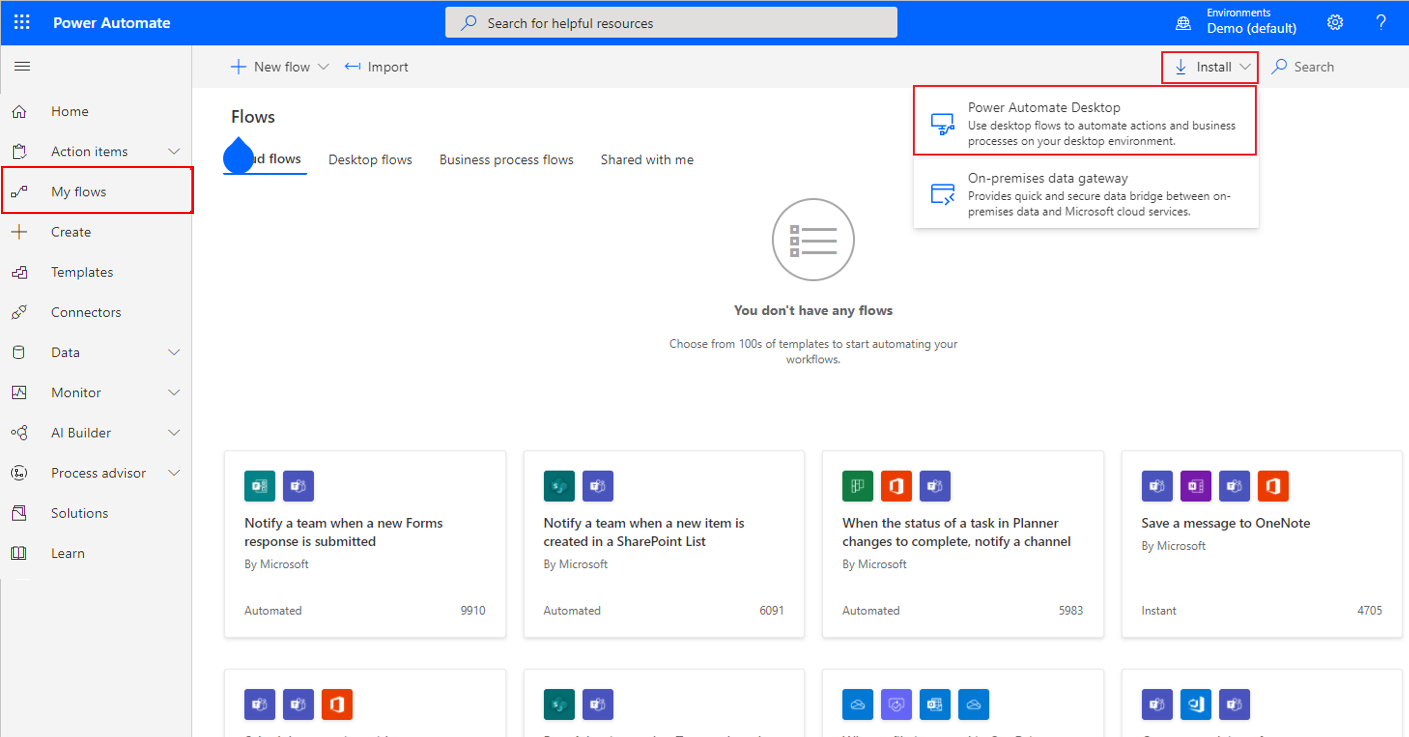 Power Automate
Search for helpful resources
Environments
Demo (default)
?
New flow
Import
Install
Search
Home
Action items
My flows
Create
Templates
Connectors
Data
Monitor
AI Builder
Process advisor
Solutions
Learn
Flows
flows
Desktop flows
Business process flows
Shared with me
Power Automate Desktop
Use desktop flows to automate actions and business
processes on your desktop environment.
On-premises data gateway
Provides quick and secure data bridge between on-
premises data and Microsoft cloud services.
You don't have any flows
Choose from 100s of templates to start automating your
workflows.
Notify a team when a new Forms
response is submitted
By Microsoft
Automated
9910
Notify a team when a new item is
created in a SharePoint List
By Microsoft
Automated
6091
When the status of a task in Planner
changes to complete, notify a channel
By Microsoft
Automated
5983
Save a message to OneNote
By Microsoft
Instant
4705